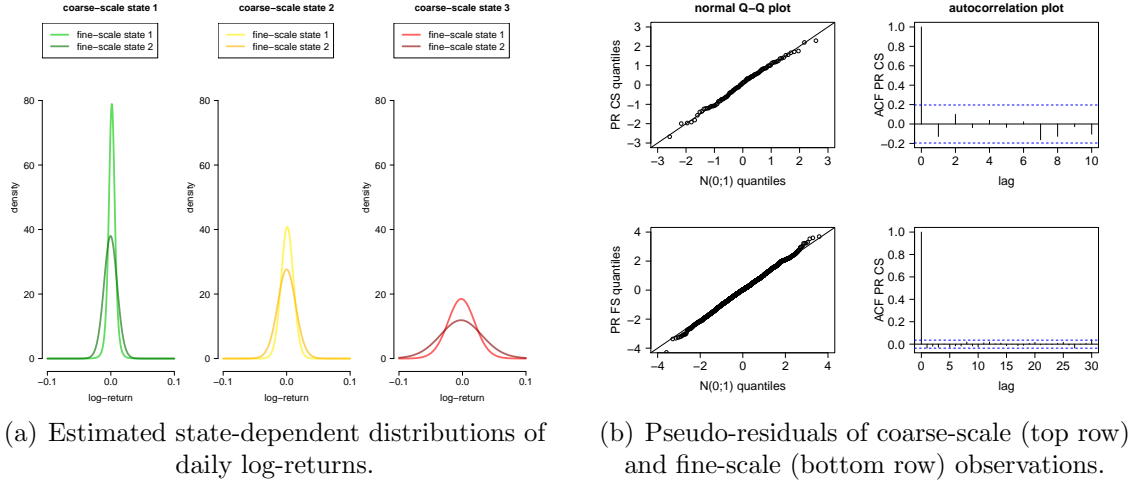 coarse−scale state 1
fine−scale state 1
fine−scale state 2
80
60
40
20
0
density
−0.1
0.0
0.1
log−return
coarse−scale state 2
fine−scale state 1
fine−scale state 2
80
60
40
20
0
density
−0.1
0.0
0.1
log−return
coarse−scale state 3
fine−scale state 1
fine−scale state 2
80
60
40
20
0
density
−0.1
0.0
0.1
log−return
(a) Estimated state-dependent distributions of
daily log-returns.
normal Q−Q plot
3
2
1
0
−1
−2
−3
PR CS quantiles
−3 −2 −1 0 1 2 3
N(0;1) quantiles
autocorrelation plot
1.0
0.8
0.6
0.4
0.2
0.0
−0.2
ACF PR CS
0 2 4 6 8 10
lag
4
2
0
−2
−4
PR FS quantiles
−4 −2 0 2 4
N(0;1) quantiles
1.0
0.8
0.6
0.4
0.2
0.0
ACF PR CS
0 5 10 15 20 25 30
lag
(b) Pseudo-residuals of coarse-scale (top row)
and fine-scale (bottom row) observations.